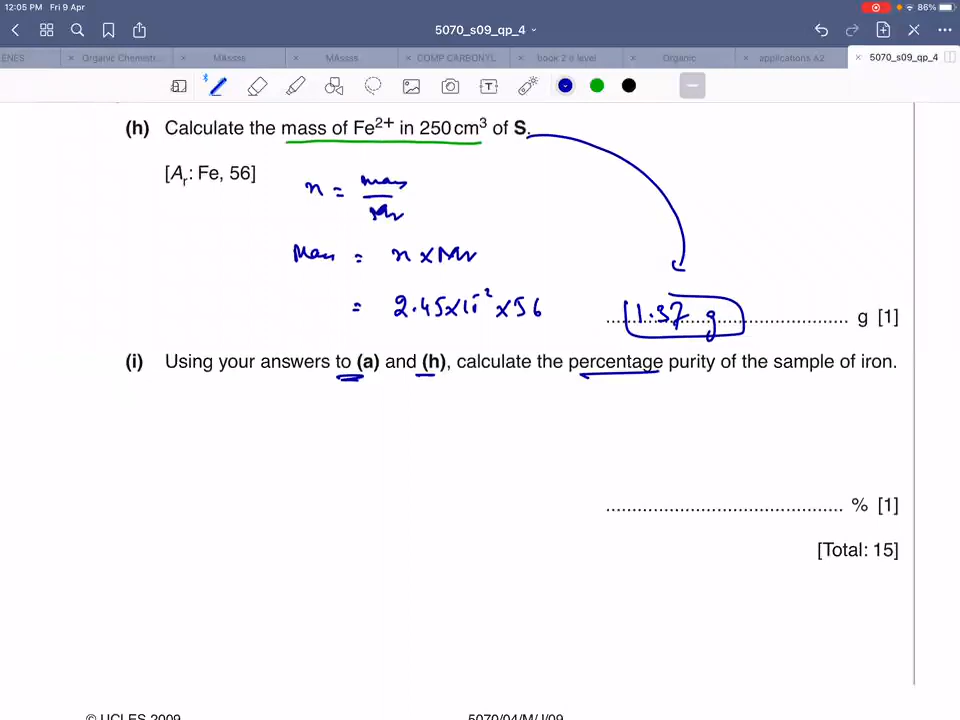 12:05 PM Fri 9 Apr
86%
5070_s09_qp_4
ENES
Organic Chemistr...
MAssss
MAssss
COMP CARBONYL
book 2 o level
Organic
applications A2
5070_s09_qp_4
(h) Calculate the mass of Fe2+ in 250 cm3 of S.
[Ar: Fe, 56]
n = mass
Mr
Mass = n × Mr
= 2.45×10-2 × 56
1.37 g
g [1]
(i) Using your answers to (a) and (h), calculate the percentage purity of the sample of iron.
% [1]
[Total: 15]
© UCLES 2009
5070/04/M/J/09